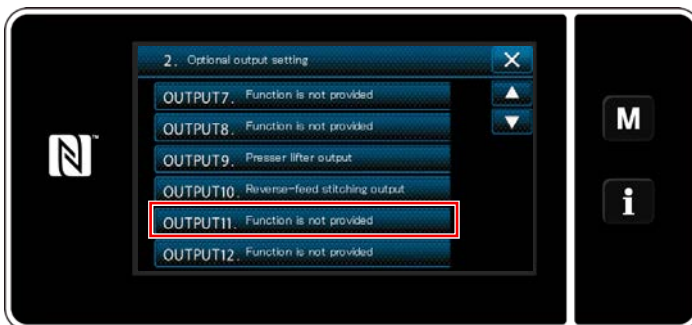 2. Optional output setting
OUTPUT7. Function is not provided
OUTPUT8. Function is not provided
OUTPUT9. Presser lifter output
OUTPUT10. Reverse-feed stitching output
OUTPUT11. Function is not provided
OUTPUT12. Function is not provided
N™
M
i